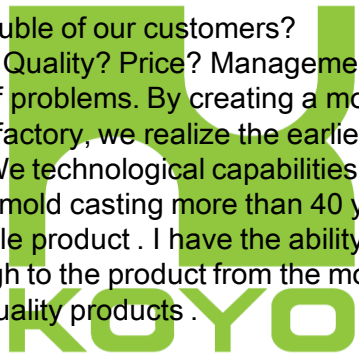 uble of our customers?
Quality? Price? Manageme
f problems. By creating a mo
factory, we realize the earlie
We technological capabilities
mold casting more than 40 y
le product . I have the ability
gh to the product from the mo
uality products .
KOYO